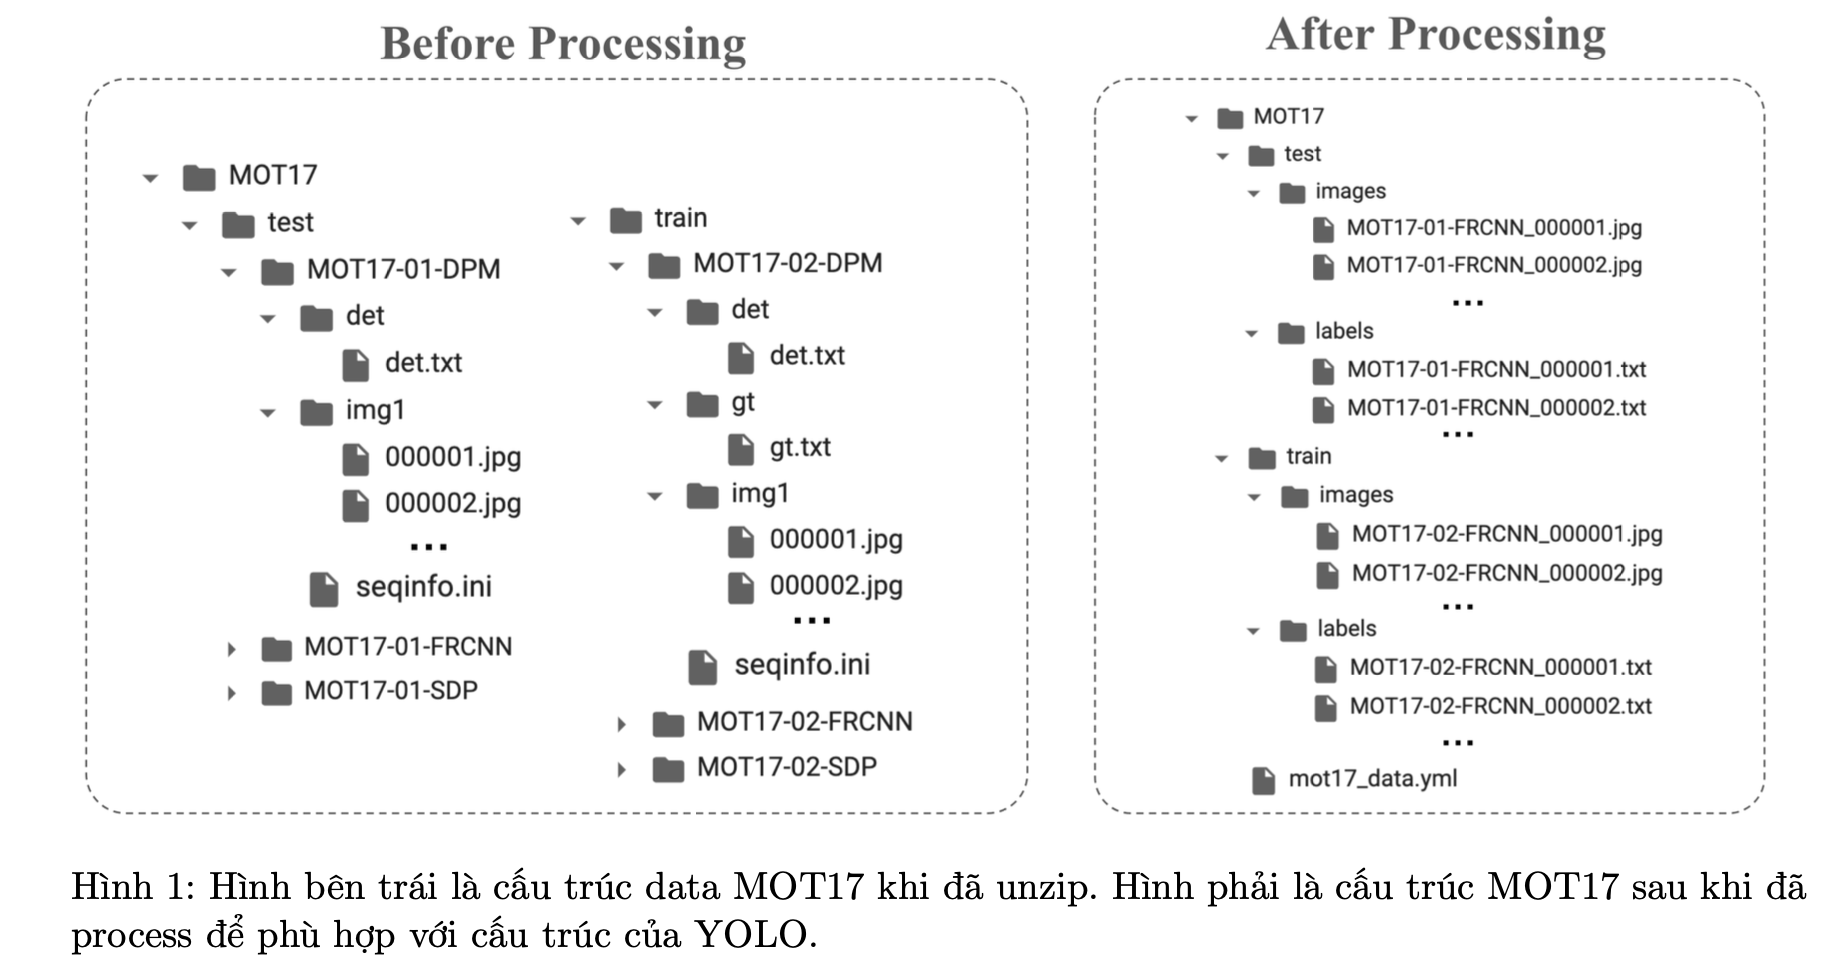 Before Processing
MOT17
test
MOT17-01-DPM
det
det.txt
img1
000001.jpg
000002.jpg
...
seqinfo.ini
MOT17-01-FRCNN
MOT17-01-SDP
train
MOT17-02-DPM
det
det.txt
gt
gt.txt
img1
000001.jpg
000002.jpg
...
seqinfo.ini
MOT17-02-FRCNN
MOT17-02-SDP
After Processing
MOT17
test
images
MOT17-01-FRCNN_000001.jpg
MOT17-01-FRCNN_000002.jpg
...
labels
MOT17-01-FRCNN_000001.txt
MOT17-01-FRCNN_000002.txt
...
train
images
MOT17-02-FRCNN_000001.jpg
MOT17-02-FRCNN_000002.jpg
...
labels
MOT17-02-FRCNN_000001.txt
MOT17-02-FRCNN_000002.txt
...
mot17_data.yml
Hình 1: Hình bên trái là cấu trúc data MOT17 khi đã unzip. Hình phải là cấu trúc MOT17 sau khi đã
process để phù hợp với cấu trúc của YOLO.